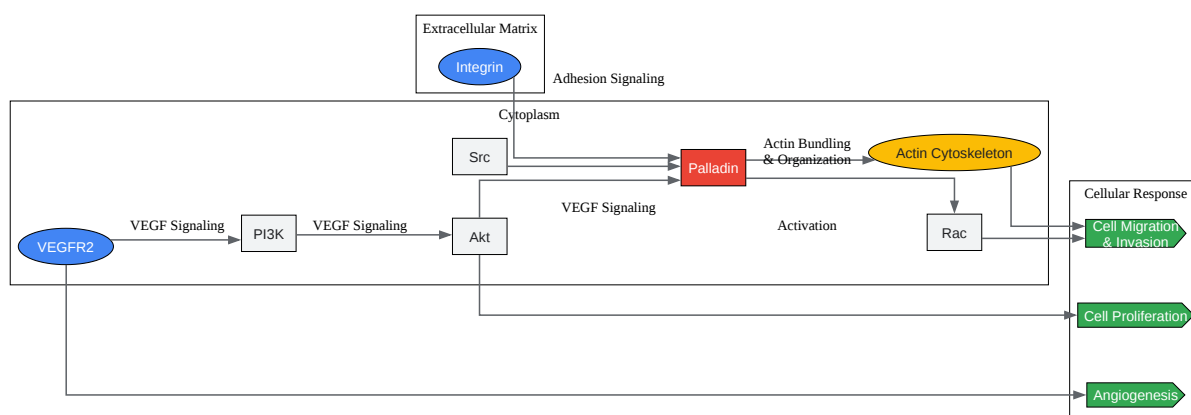 Extracellular Matrix
Integrin
Adhesion Signaling
Cytoplasm
Src
Palladin
Actin Bundling
& Organization
Actin Cytoskeleton
VEGF Signaling
VEGFR2
VEGF Signaling
PI3K
VEGF Signaling
Akt
Activation
Rac
Cellular Response
Cell Migration
& Invasion
Cell Proliferation
Angiogenesis